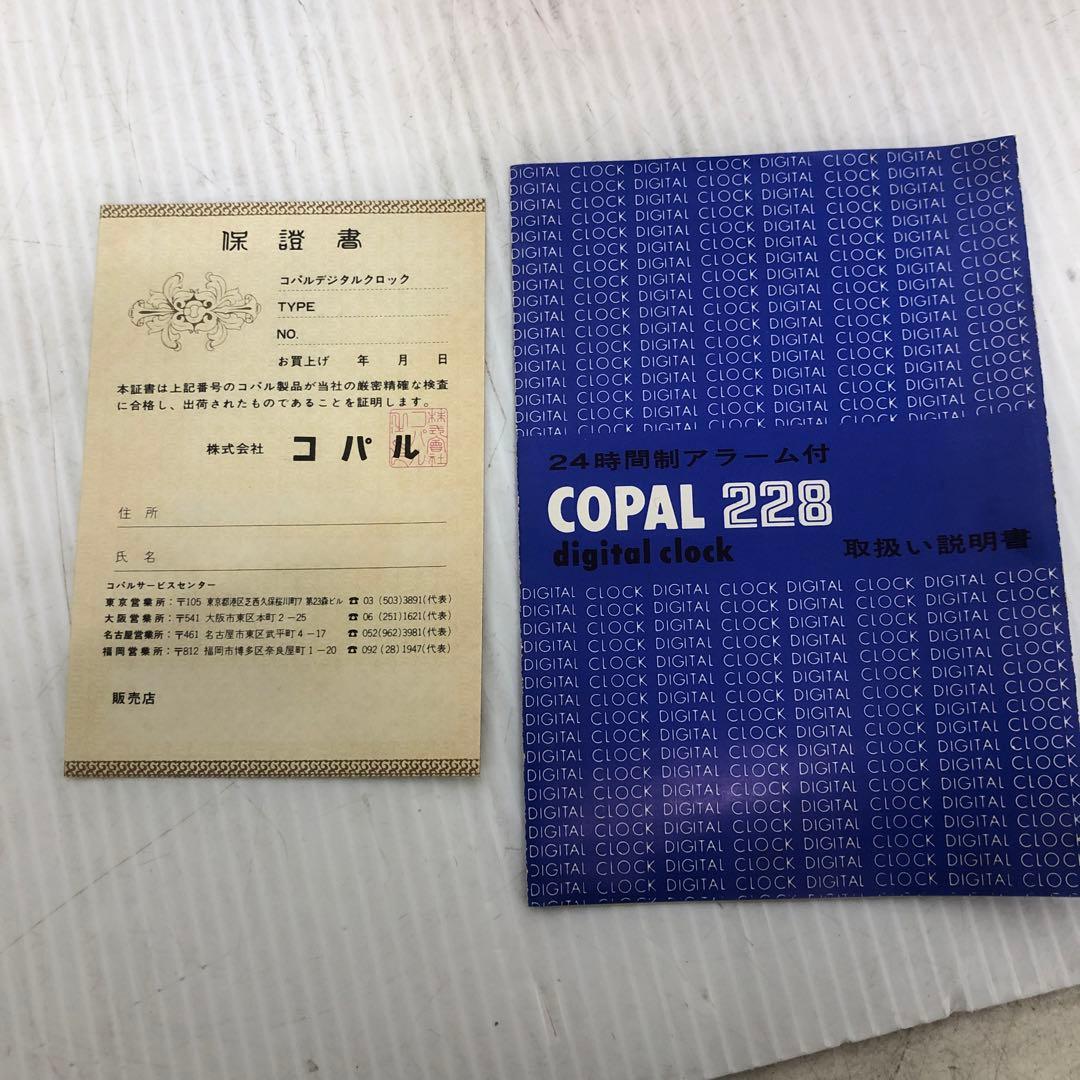 保證書
コパルデジタルクロック
TYPE
NO.
お買上げ 年 月 日
本証書は上記番号のコパル製品が当社の厳密精確な検査
に合格し、出荷されたものであることを証明します。
株式会社 コパル
株式會社
コパル
住所
氏名
コパルサービスセンター
東京営業所：〒105 東京都港区芝西久保桜川町7 第23森ビル ☎ 03 (503)3891(代表)
大阪営業所：〒541 大阪市東区本町2-25 ☎ 06 (251)1621(代表)
名古屋営業所：〒461 名古屋市東区武平町4-17 ☎ 052(962)3981(代表)
福岡営業所：〒812 福岡市博多区奈良屋町1-20 ☎ 092 (28) 1947(代表)
販売店
DIGITAL CLOCK DIGITAL CLOCK DIGITAL CLOCK DIGITAL CLOCK
24時間制アラーム付
COPAL 228
digital clock 取扱い説明書
DIGITAL CLOCK DIGITAL CLOCK DIGITAL CLOCK DIGITAL CLOCK